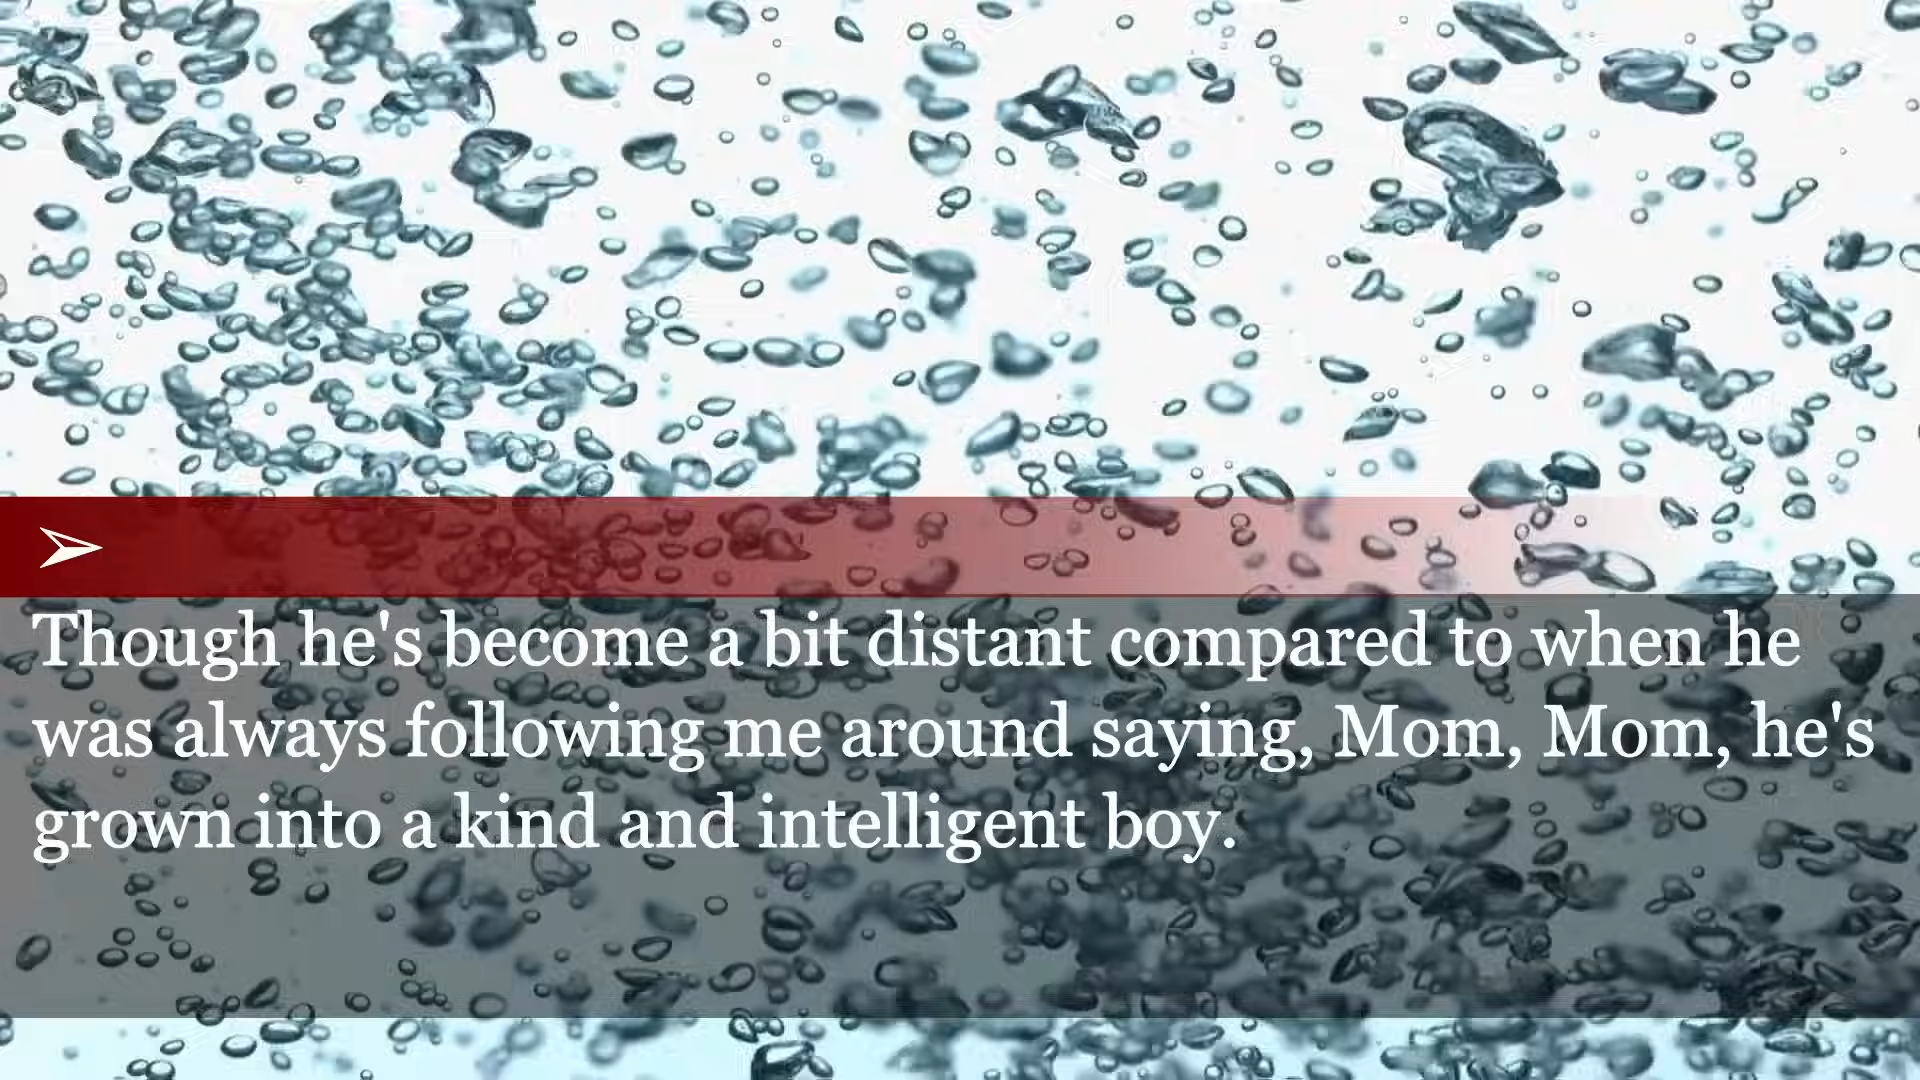 Though he's become a bit distant compared to when he
was always following me around saying, Mom, Mom, he's
grown into a kind and intelligent boy.